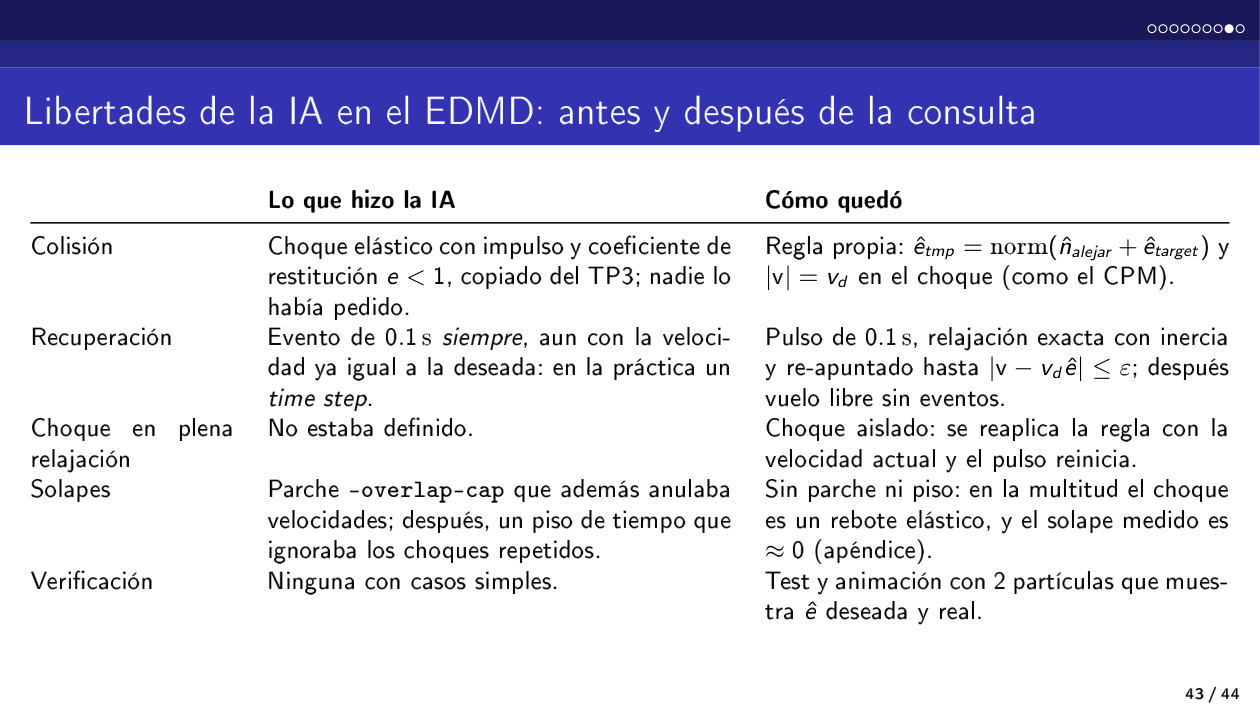 Libertades de la IA en el EDMD: antes y después de la consulta
Lo que hizo la IA Cómo quedó
Colisión Choque elástico con impulso y coeficiente de Regla propia: ê_tmp = norm(n̂_alejar + ê_target) y
restitución e < 1, copiado del TP3; nadie lo |v| = v_d en el choque (como el CPM).
había pedido.
Recuperación Evento de 0.1 s siempre, aun con la veloci- Pulso de 0.1 s, relajación exacta con inercia
dad ya igual a la deseada: en la práctica un y re-apuntado hasta |v − v_d ê| ≤ ε; después
time step. vuelo libre sin eventos.
Choque en plena No estaba definido. Choque aislado: se reaplica la regla con la
relajación velocidad actual y el pulso reinicia.
Solapes Parche -overlap-cap que además anulaba Sin parche ni piso: en la multitud el choque
velocidades; después, un piso de tiempo que es un rebote elástico, y el solape medido es
ignoraba los choques repetidos. ≈ 0 (apéndice).
Verificación Ninguna con casos simples. Test y animación con 2 partículas que mues-
tra ê deseada y real.
43 / 44